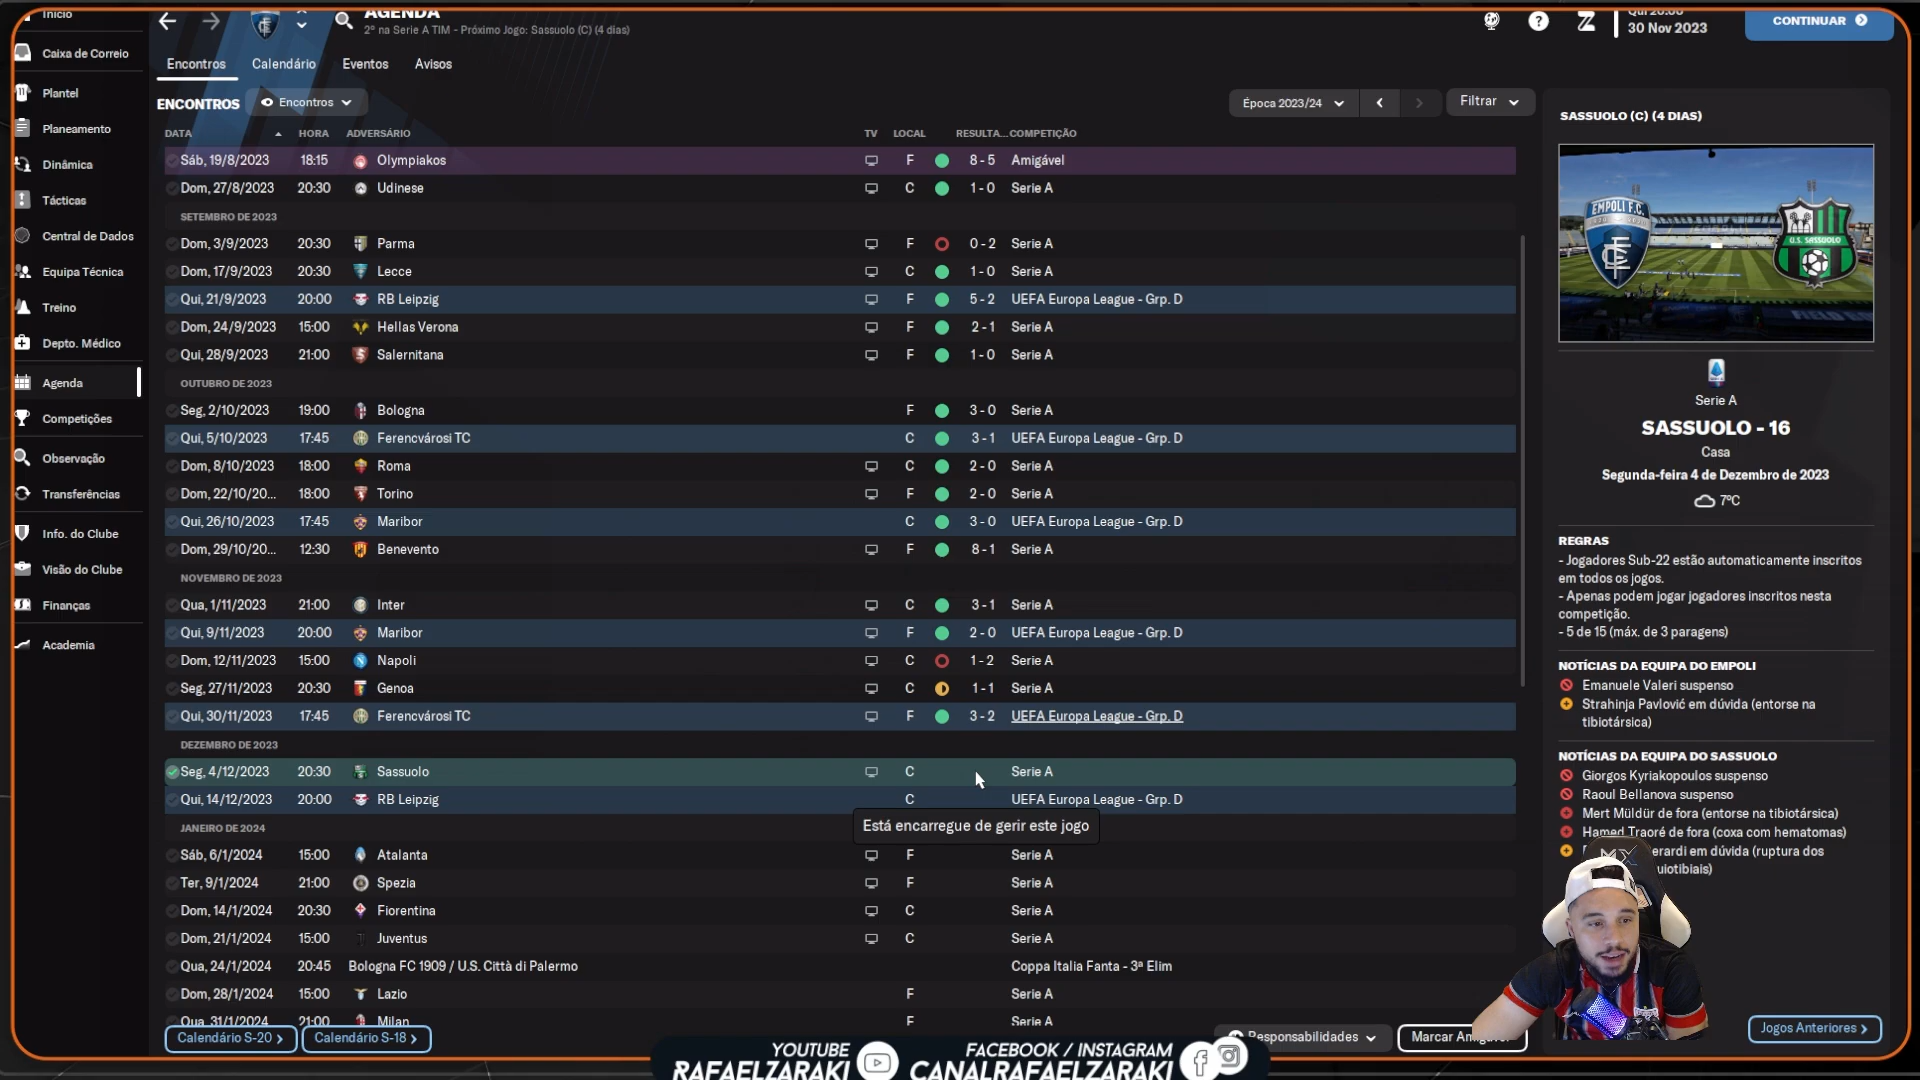 Início
Caixa de Correio
Plantel
Planeamento
Dinâmica
Tácticas
Central de Dados
Equipa Técnica
Treino
Depto. Médico
Agenda
Competições
Observação
Transferências
Info. do Clube
Visão do Clube
Finanças
Academia
AGENDA
2º na Serie A TIM - Próximo Jogo: Sassuolo (C) (4 dias)
Qui 20:00
30 Nov 2023
CONTINUAR
Encontros Calendário Eventos Avisos
ENCONTROS Encontros
Época 2023/24 Filtrar
DATA HORA ADVERSÁRIO TV LOCAL RESULTA... COMPETIÇÃO
Sáb, 19/8/2023 18:15 Olympiakos F 8 - 5 Amigável
Dom, 27/8/2023 20:30 Udinese C 1 - 0 Serie A
SETEMBRO DE 2023
Dom, 3/9/2023 20:30 Parma F 0 - 2 Serie A
Dom, 17/9/2023 20:30 Lecce C 1 - 0 Serie A
Qui, 21/9/2023 20:00 RB Leipzig F 5 - 2 UEFA Europa League - Grp. D
Dom, 24/9/2023 15:00 Hellas Verona F 2 - 1 Serie A
Qui, 28/9/2023 21:00 Salernitana F 1 - 0 Serie A
OUTUBRO DE 2023
Seg, 2/10/2023 19:00 Bologna F 3 - 0 Serie A
Qui, 5/10/2023 17:45 Ferencvárosi TC C 3 - 1 UEFA Europa League - Grp. D
Dom, 8/10/2023 18:00 Roma C 2 - 0 Serie A
Dom, 22/10/20... 18:00 Torino F 2 - 0 Serie A
Qui, 26/10/2023 17:45 Maribor C 3 - 0 UEFA Europa League - Grp. D
Dom, 29/10/20... 12:30 Benevento F 8 - 1 Serie A
NOVEMBRO DE 2023
Qua, 1/11/2023 21:00 Inter C 3 - 1 Serie A
Qui, 9/11/2023 20:00 Maribor F 2 - 0 UEFA Europa League - Grp. D
Dom, 12/11/2023 15:00 Napoli C 1 - 2 Serie A
Seg, 27/11/2023 20:30 Genoa C 1 - 1 Serie A
Qui, 30/11/2023 17:45 Ferencvárosi TC F 3 - 2 UEFA Europa League - Grp. D
DEZEMBRO DE 2023
Seg, 4/12/2023 20:30 Sassuolo C Serie A
Qui, 14/12/2023 20:00 RB Leipzig C UEFA Europa League - Grp. D
Está encarregue de gerir este jogo
JANEIRO DE 2024
Sáb, 6/1/2024 15:00 Atalanta F Serie A
Ter, 9/1/2024 21:00 Spezia F Serie A
Dom, 14/1/2024 20:30 Fiorentina C Serie A
Dom, 21/1/2024 15:00 Juventus C Serie A
Qua, 24/1/2024 20:45 Bologna FC 1909 / U.S. Città di Palermo Coppa Italia Fanta - 3ª Elim
Dom, 28/1/2024 15:00 Lazio F Serie A
Qua, 31/1/2024 21:00 Milan F Serie A
Calendário S-20 Calendário S-18
Responsabilidades
Marcar
Jogos Anteriores
SASSUOLO (C) (4 DIAS)
EMPOLI F.C.
U.S. SASSUOLO
Serie A
SASSUOLO - 16
Casa
Segunda-feira 4 de Dezembro de 2023
7ºC
REGRAS
- Jogadores Sub-22 estão automaticamente inscritos
em todos os jogos.
- Apenas podem jogar jogadores inscritos nesta
competição.
- 5 de 15 (máx. de 3 paragens)
NOTÍCIAS DA EQUIPA DO EMPOLI
Emanuele Valeri suspenso
Strahinja Pavlović em dúvida (entorse na
tibiotársica)
NOTÍCIAS DA EQUIPA DO SASSUOLO
Giorgos Kyriakopoulos suspenso
Raoul Bellanova suspenso
Mert Müldür de fora (entorse na tibiotársica)
Hamed Traoré de fora (coxa com hematomas)
erardi em dúvida (ruptura dos
uiotibiais)
YOUTUBE
RAFAELZARAKI
FACEBOOK / INSTAGRAM
CANALRAFAELZARAKI